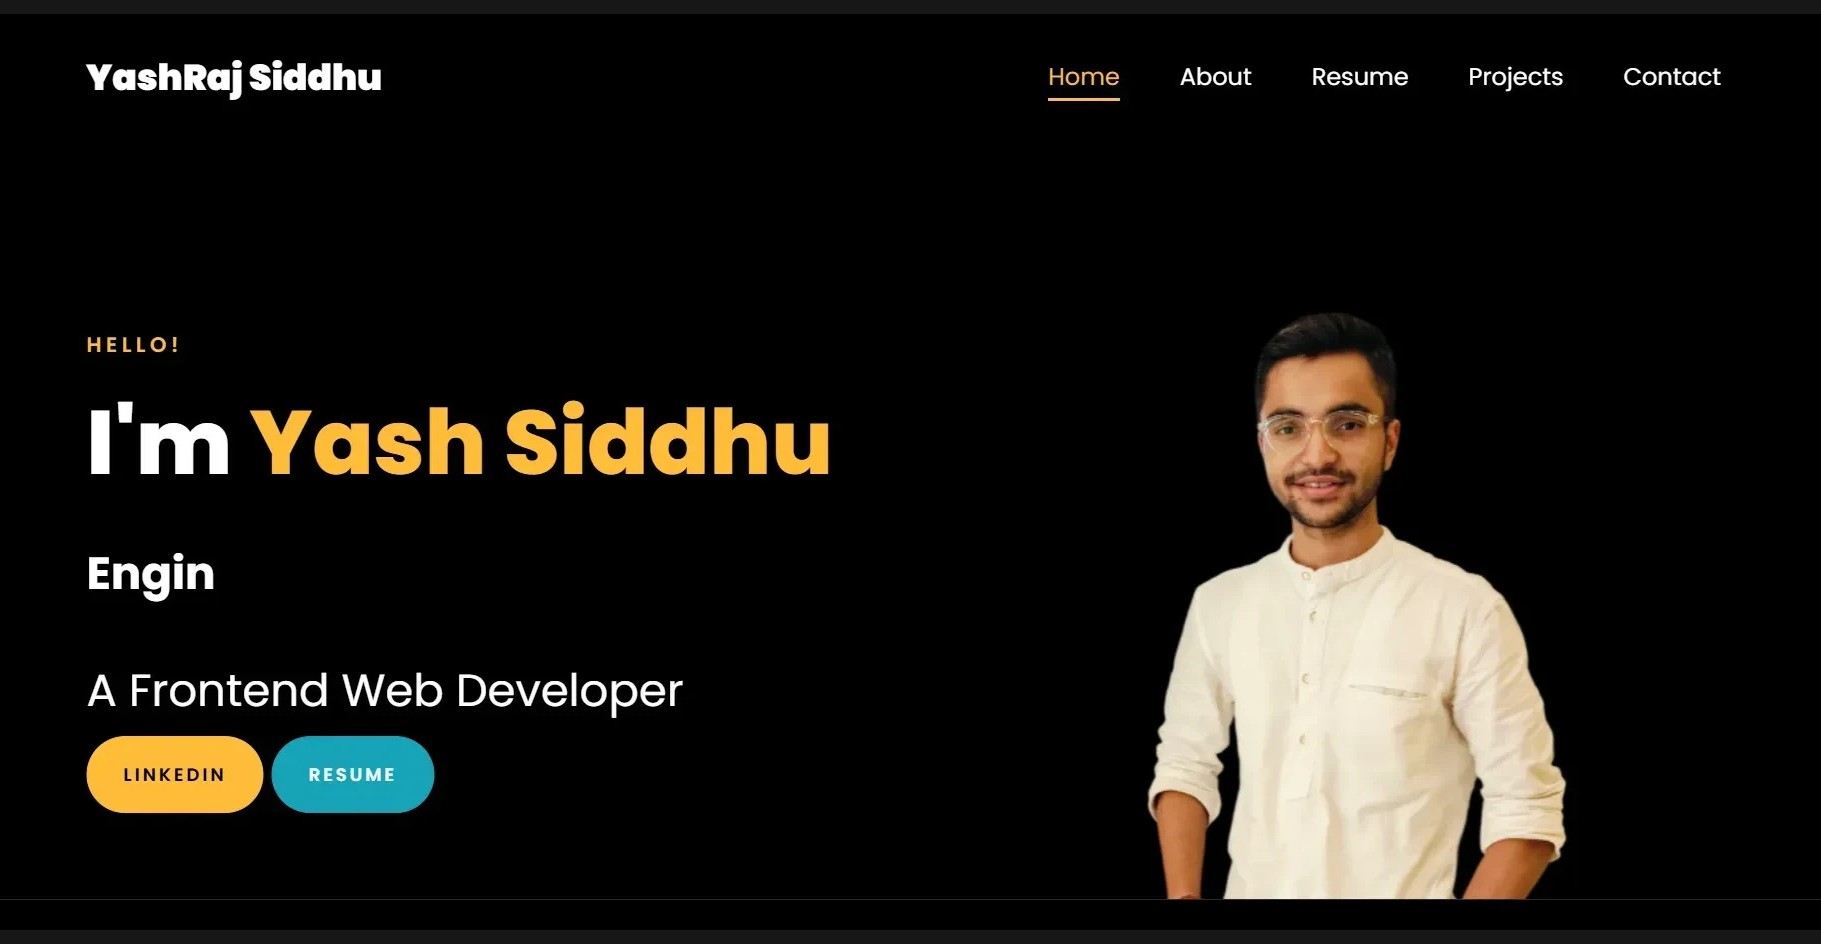 YashRaj Siddhu
Home About Resume Projects Contact
HELLO!
I'm Yash Siddhu
Engin
A Frontend Web Developer
LINKEDIN RESUME